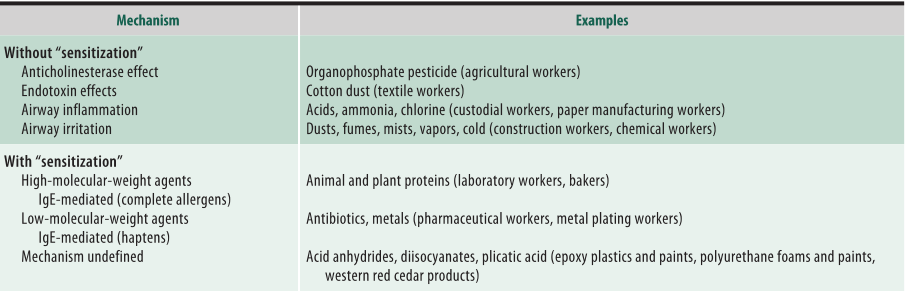 Mechanism Examples
Without “sensitization”
Anticholinesterase effect Organophosphate pesticide (agricultural workers)
Endotoxin effects Cotton dust (textile workers)
Airway inflammation Acids, ammonia, chlorine (custodial workers, paper manufacturing workers)
Airway irritation Dusts, fumes, mists, vapors, cold (construction workers, chemical workers)
With “sensitization”
High-molecular-weight agents Animal and plant proteins (laboratory workers, bakers)
IgE-mediated (complete allergens)
Low-molecular-weight agents Antibiotics, metals (pharmaceutical workers, metal plating workers)
IgE-mediated (haptens)
Mechanism undefined Acid anhydrides, diisocyanates, plicatic acid (epoxy plastics and paints, polyurethane foams and paints,
western red cedar products)